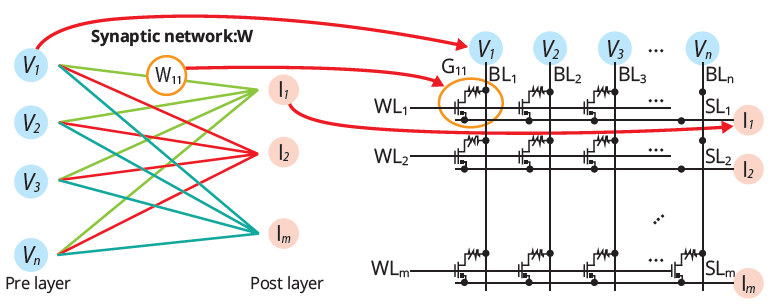 Synaptic network:W
V1
V2
V3
Vn
Pre layer
W11
I1
I2
Im
Post layer
V1 V2 V3 ... Vn
G11 BL1 BL2 BL3 BLn
WL1 ... SL1 I1
WL2 ... SL2 I2
...
WLm ... SLm Im